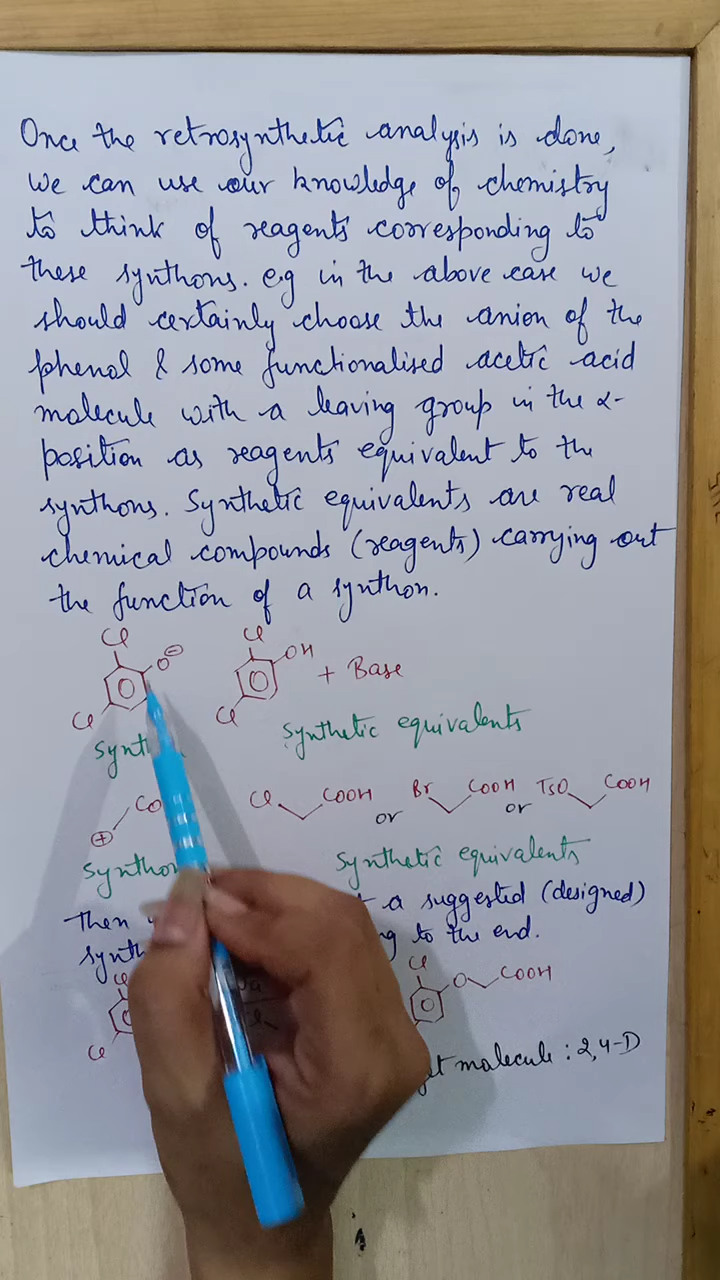 Once the retrosynthetic analysis is done,
we can use our knowledge of chemistry
to think of reagents corresponding to
these synthons. e.g in the above case we
should certainly choose the anion of the
phenol & some functionalised acetic acid
molecule with a leaving group in the α-
position as reagents equivalent to the
synthons. Synthetic equivalents are real
chemical compounds (reagents) carrying out
the function of a synthon.
Cl Cl
O⊖ OH + Base
Cl Cl
Synthetic equivalents
Cl COOH or Br COOH or TsO COOH
⊕
Synthon Synthetic equivalents
then a suggested (designed)
to the end.
Cl
O COOH
Cl
molecule : 2,4-D